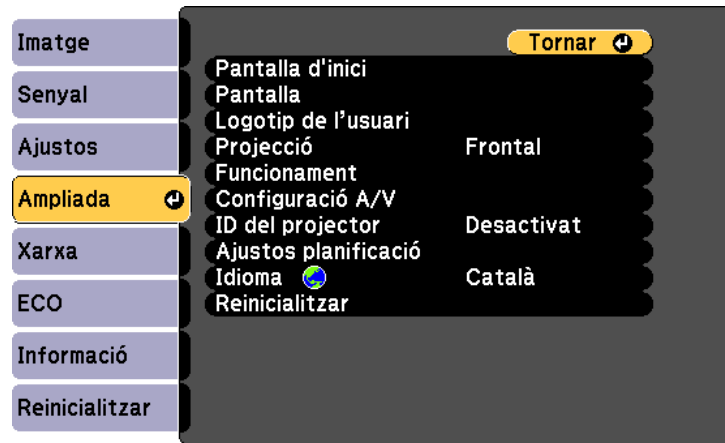 Imatge
Senyal
Ajustos
Ampliada
Xarxa
ECO
Informació
Reinicialitzar
Tornar
Pantalla d'inici
Pantalla
Logotip de l’usuari
Projecció Frontal
Funcionament
Configuració A/V
ID del projector Desactivat
Ajustos planificació
Idioma Català
Reinicialitzar